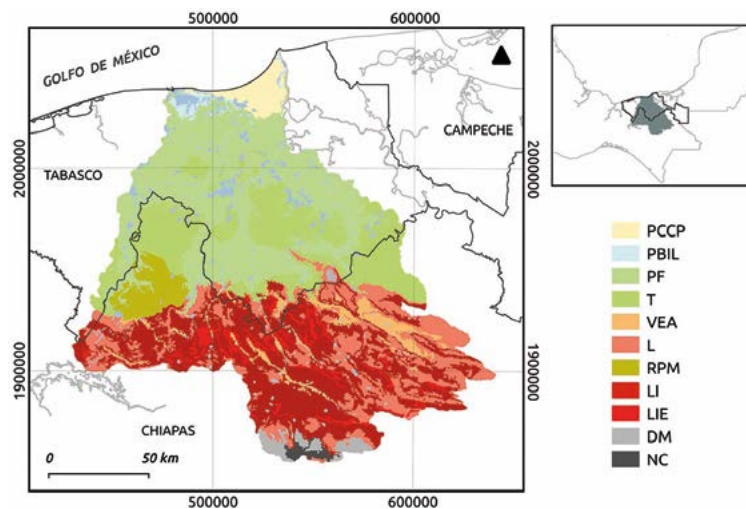 500000
600000
GOLFO DE MÉXICO
CAMPECHE
2000000
2000000
TABASCO
PCCP
PBIL
PF
T
VEA
L
RPM
LI
LIE
DM
NC
1900000
1900000
CHIAPAS
0 50 km
500000
600000